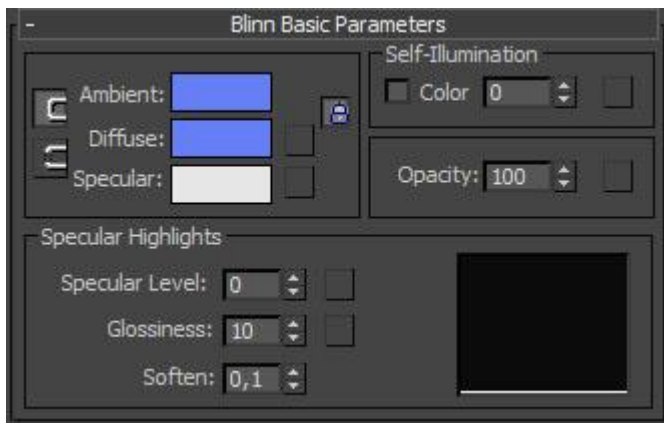 - Blinn Basic Parameters
Self-Illumination
Ambient:
Color 0
Diffuse:
Specular:
Opacity: 100
Specular Highlights
Specular Level: 0
Glossiness: 10
Soften: 0,1